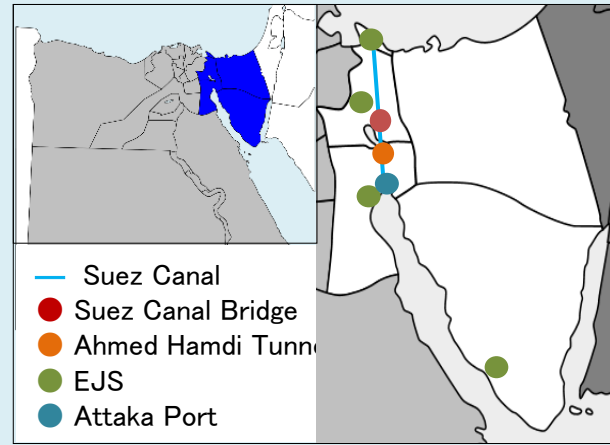 Suez Canal
Suez Canal Bridge
Ahmed Hamdi Tunn
EJS
Attaka Port